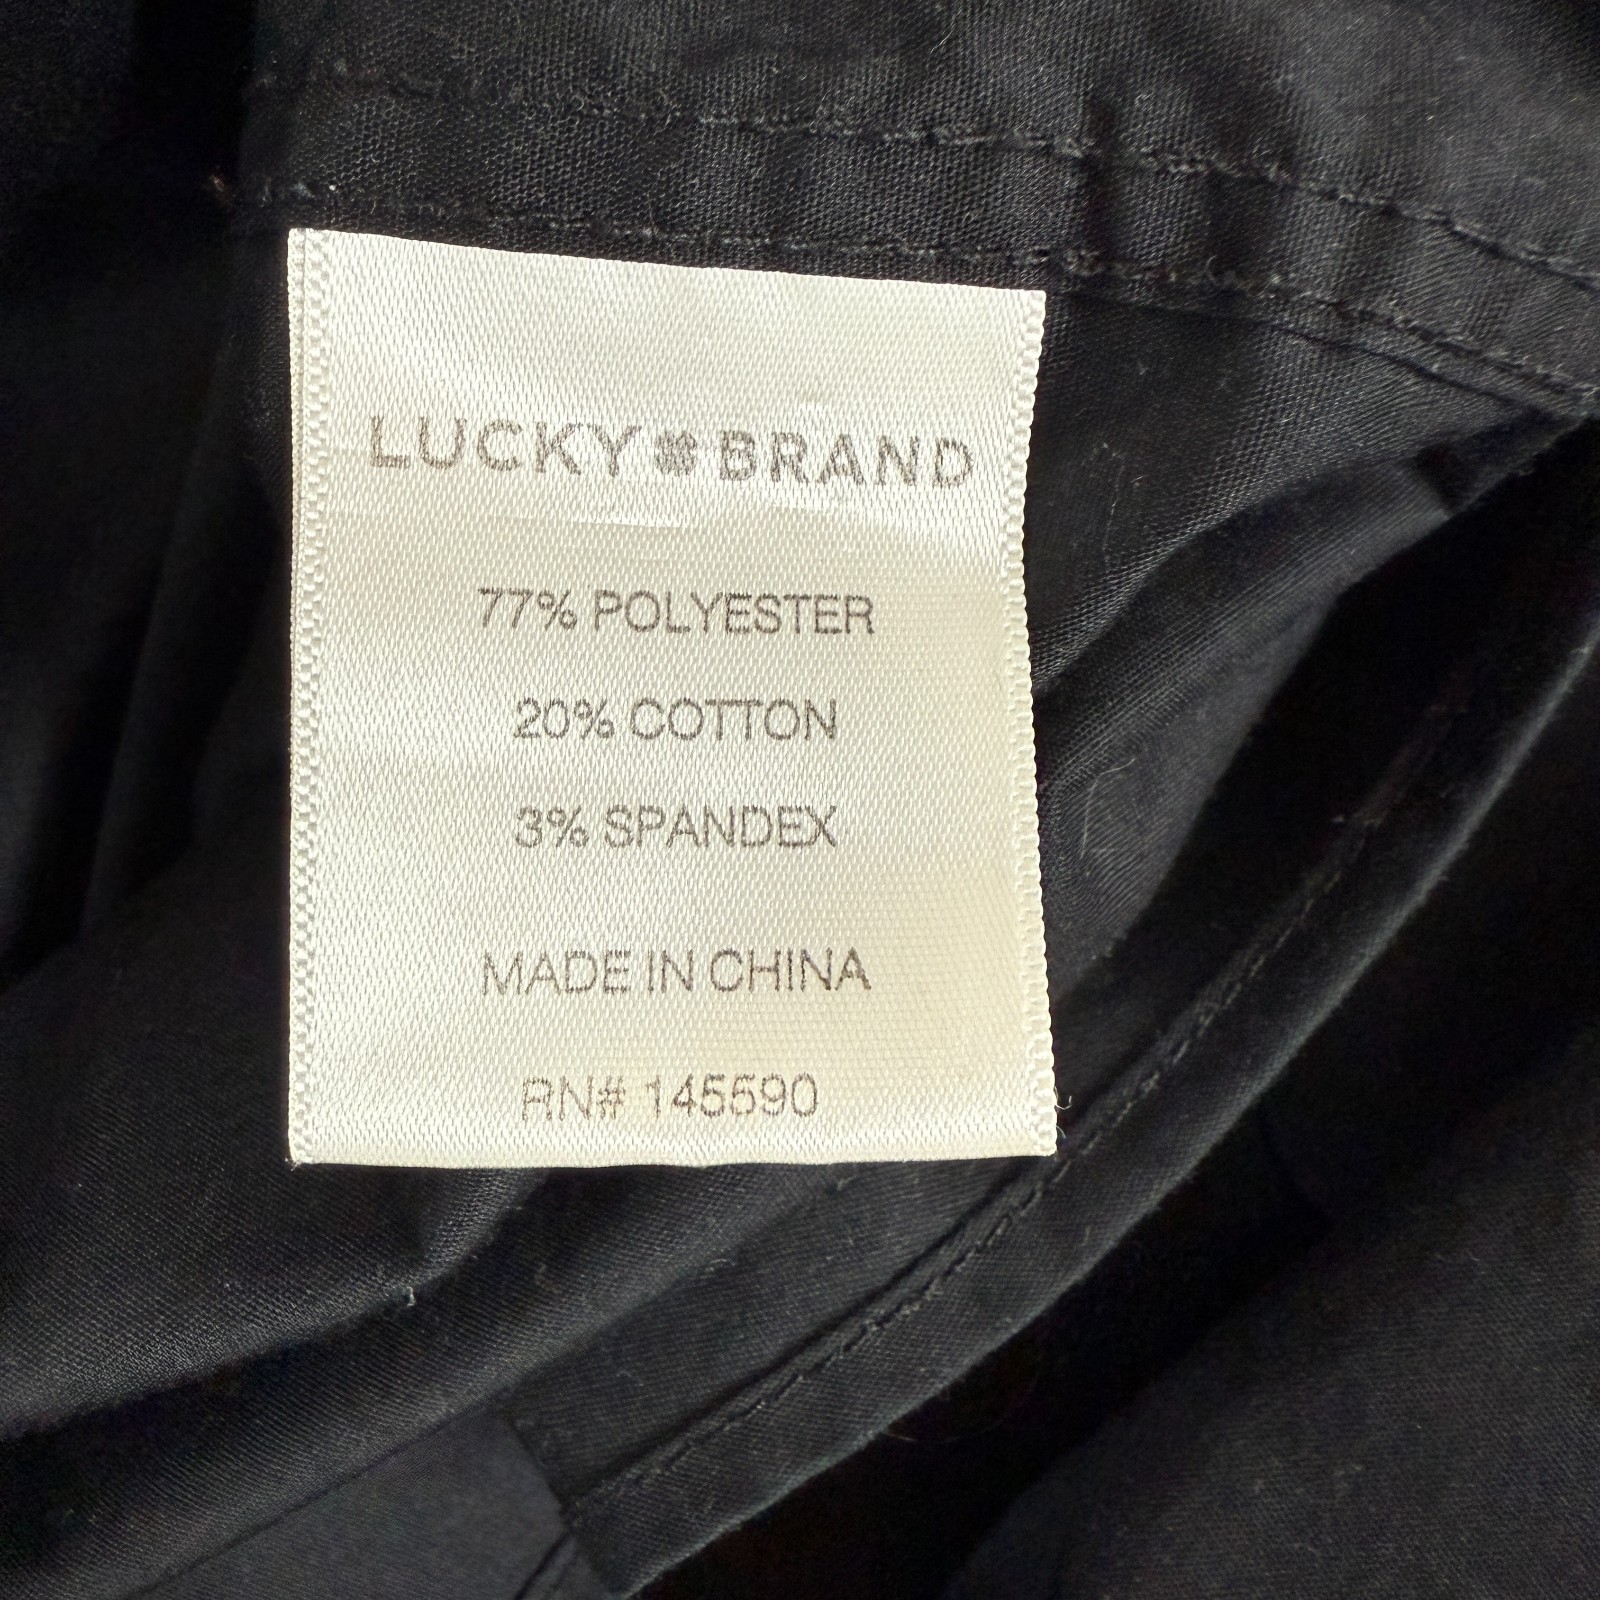 LUCKY BRAND
77% POLYESTER
20% COTTON
3% SPANDEX
MADE IN CHINA
RN# 145590